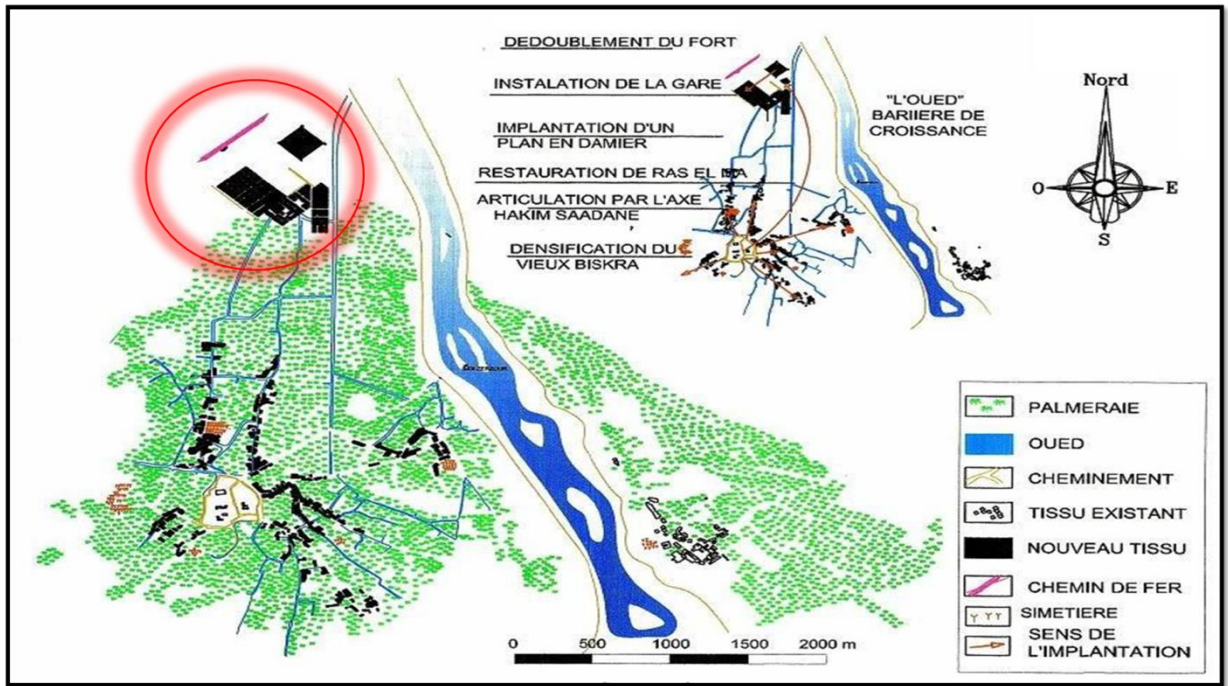 DEDOUBLEMENT DU FORT
INSTALATION DE LA GARE
IMPLANTATION D'UN
PLAN EN DAMIER
RESTAURATION DE RAS EL
ARTICULATION PAR L'AXE
HAKIM SAADANE
DENSIFICATION DU
VIEUX BISKRA
"L'OUED"
BARIIERE DE
CROISSANCE
Nord
O
E
S
PALMERAIE
OUED
CHEMINEMENT
TISSU EXISTANT
NOUVEAU TISSU
CHEMIN DE FER
SIMETIERE
SENS DE
L'IMPLANTATION
0 500 1000 1500 2000 m